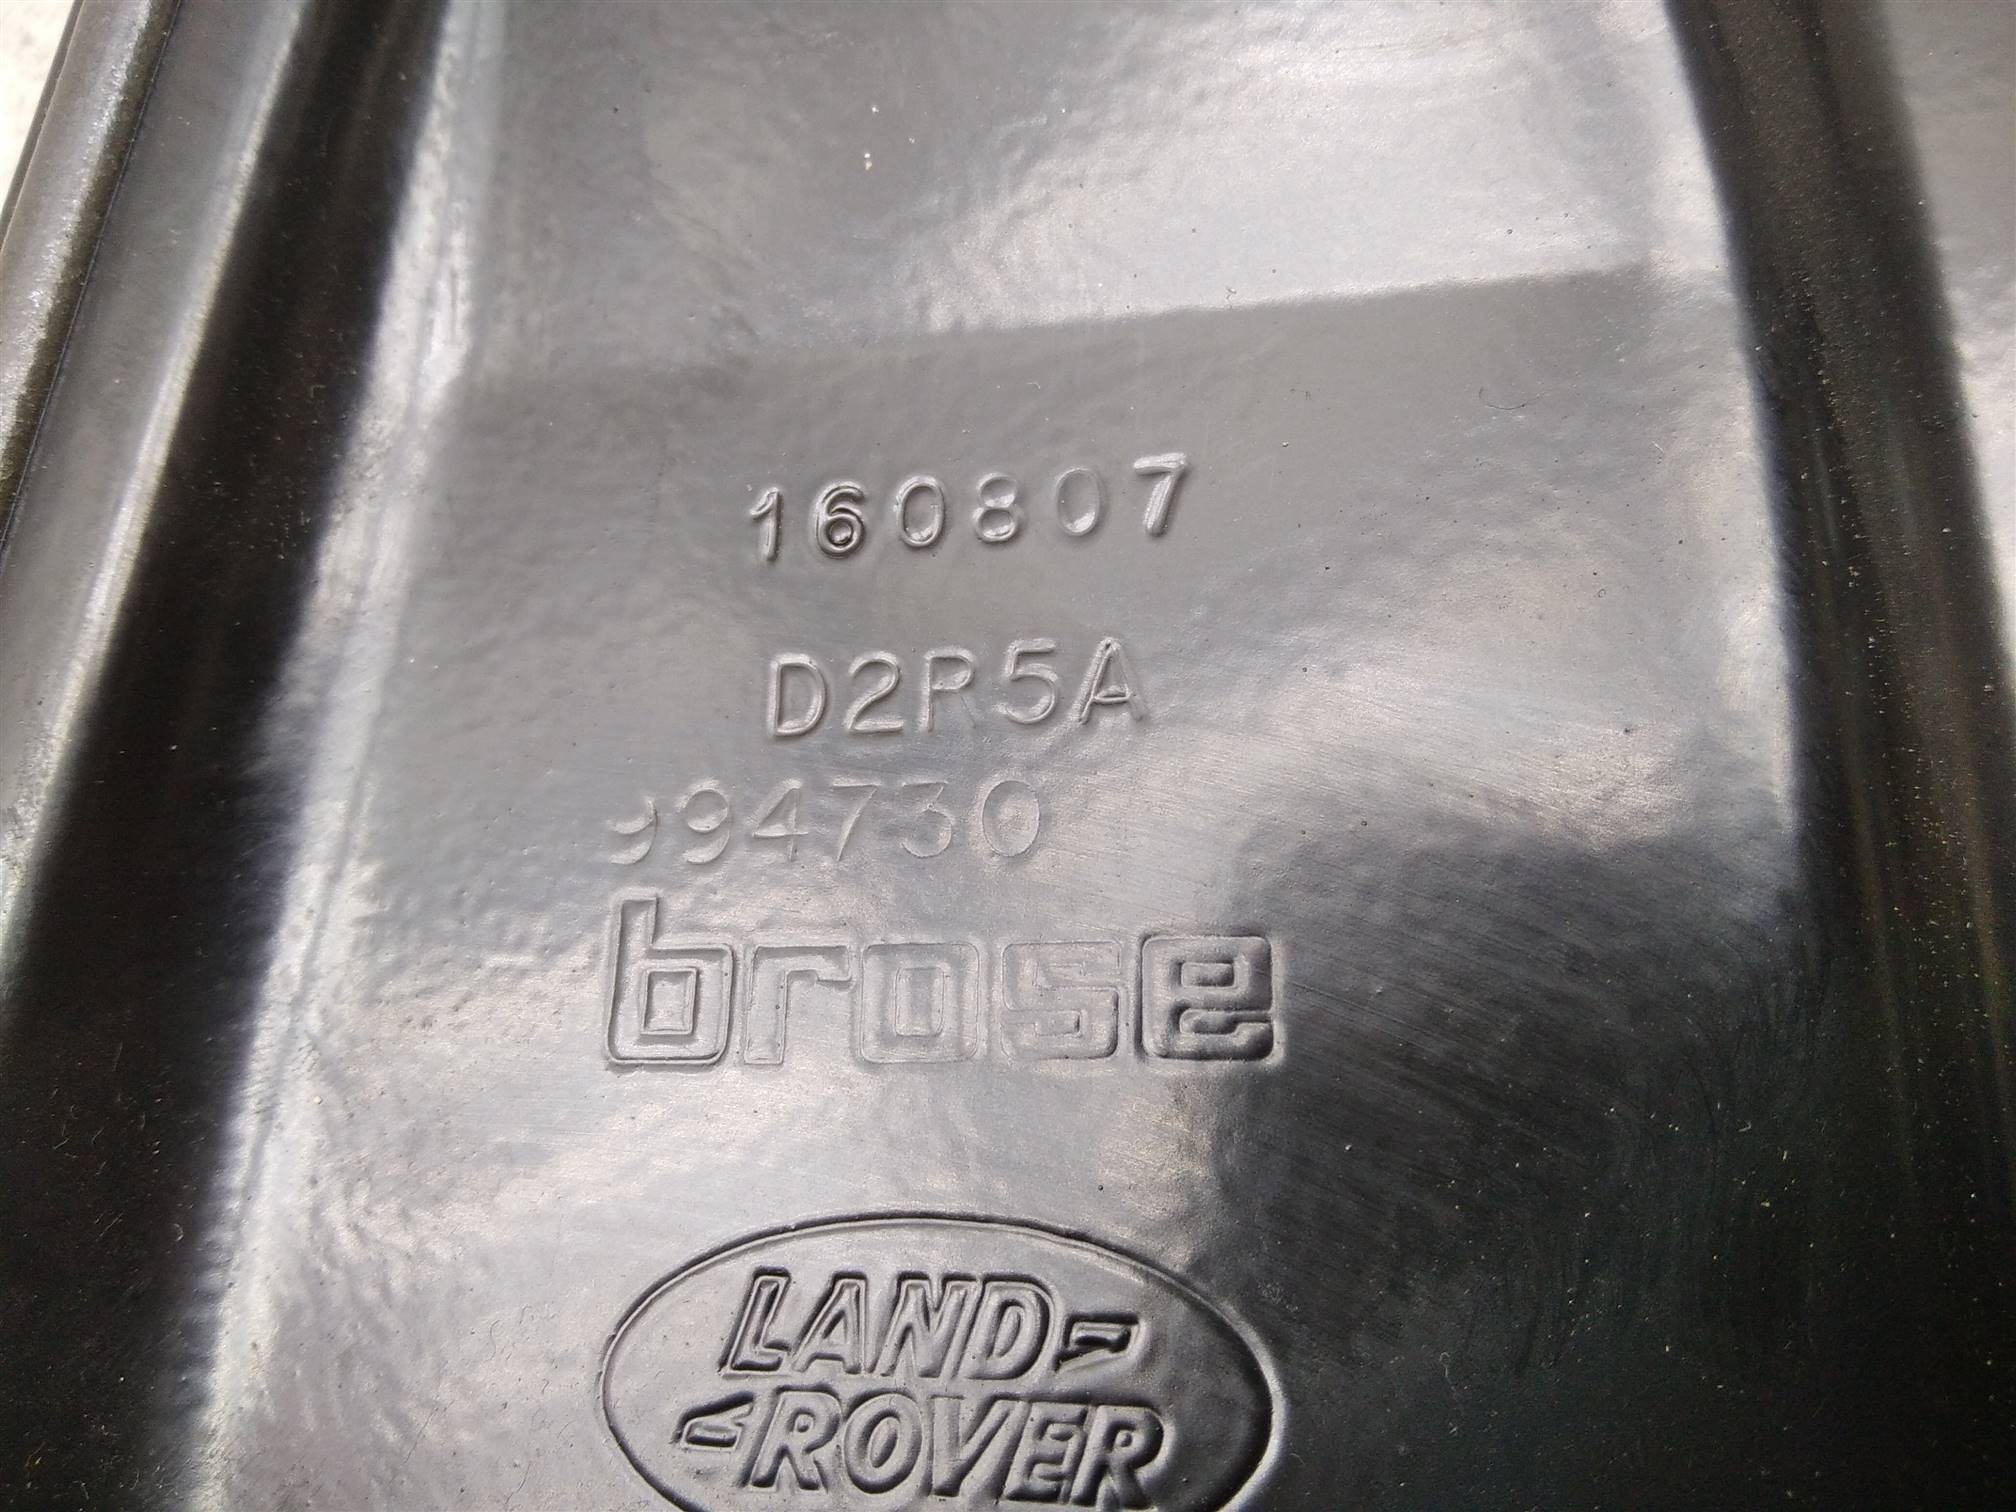 160807
D2R5A
994730
brose
LAND-
-ROVER